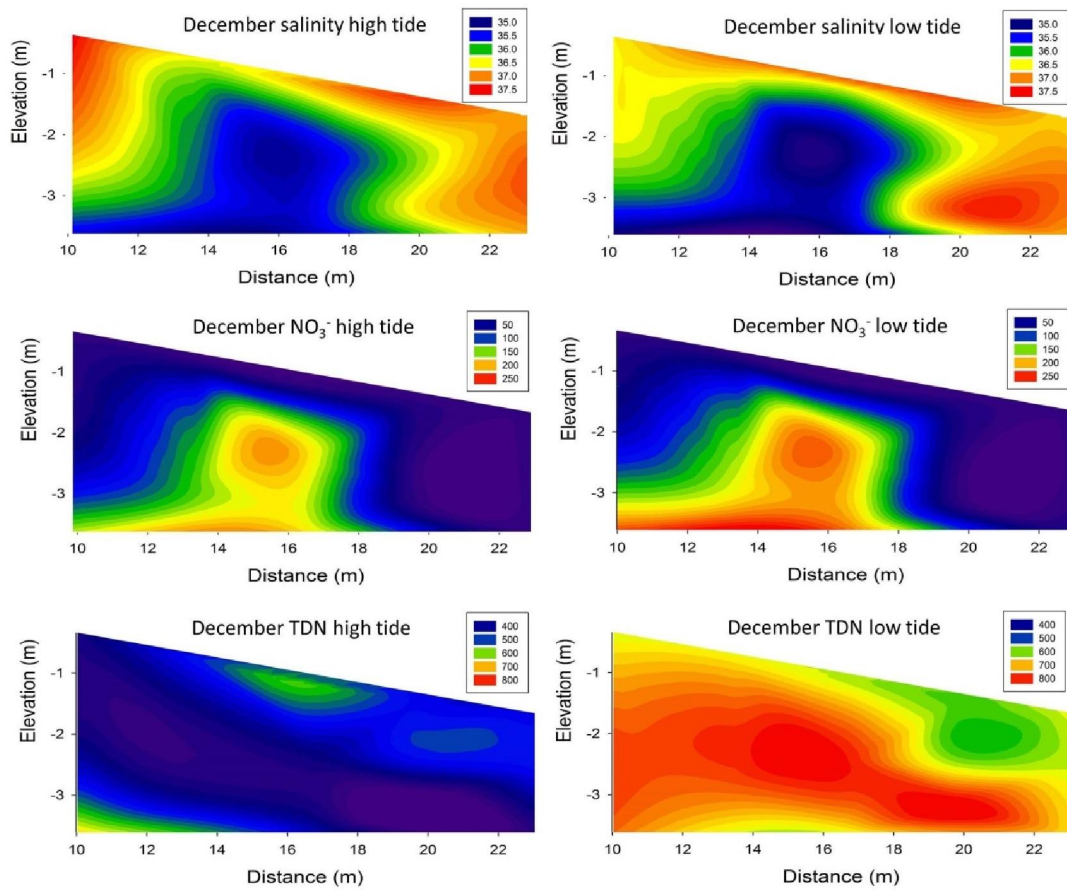 December salinity high tide
35.0
35.5
36.0
36.5
37.0
37.5
Elevation (m)
-1
-2
-3
10 12 14 16 18 20 22
Distance (m)
December salinity low tide
35.0
35.5
36.0
36.5
37.0
37.5
Elevation (m)
-1
-2
-3
10 12 14 16 18 20 22
Distance (m)
December NO₃⁻ high tide
50
100
150
200
250
Elevation (m)
-1
-2
-3
10 12 14 16 18 20 22
Distance (m)
December NO₃⁻ low tide
50
100
150
200
250
Elevation (m)
-1
-2
-3
10 12 14 16 18 20 22
Distance (m)
December TDN high tide
400
500
600
700
800
Elevation (m)
-1
-2
-3
10 12 14 16 18 20 22
Distance (m)
December TDN low tide
400
500
600
700
800
Elevation (m)
-1
-2
-3
10 12 14 16 18 20 22
Distance (m)